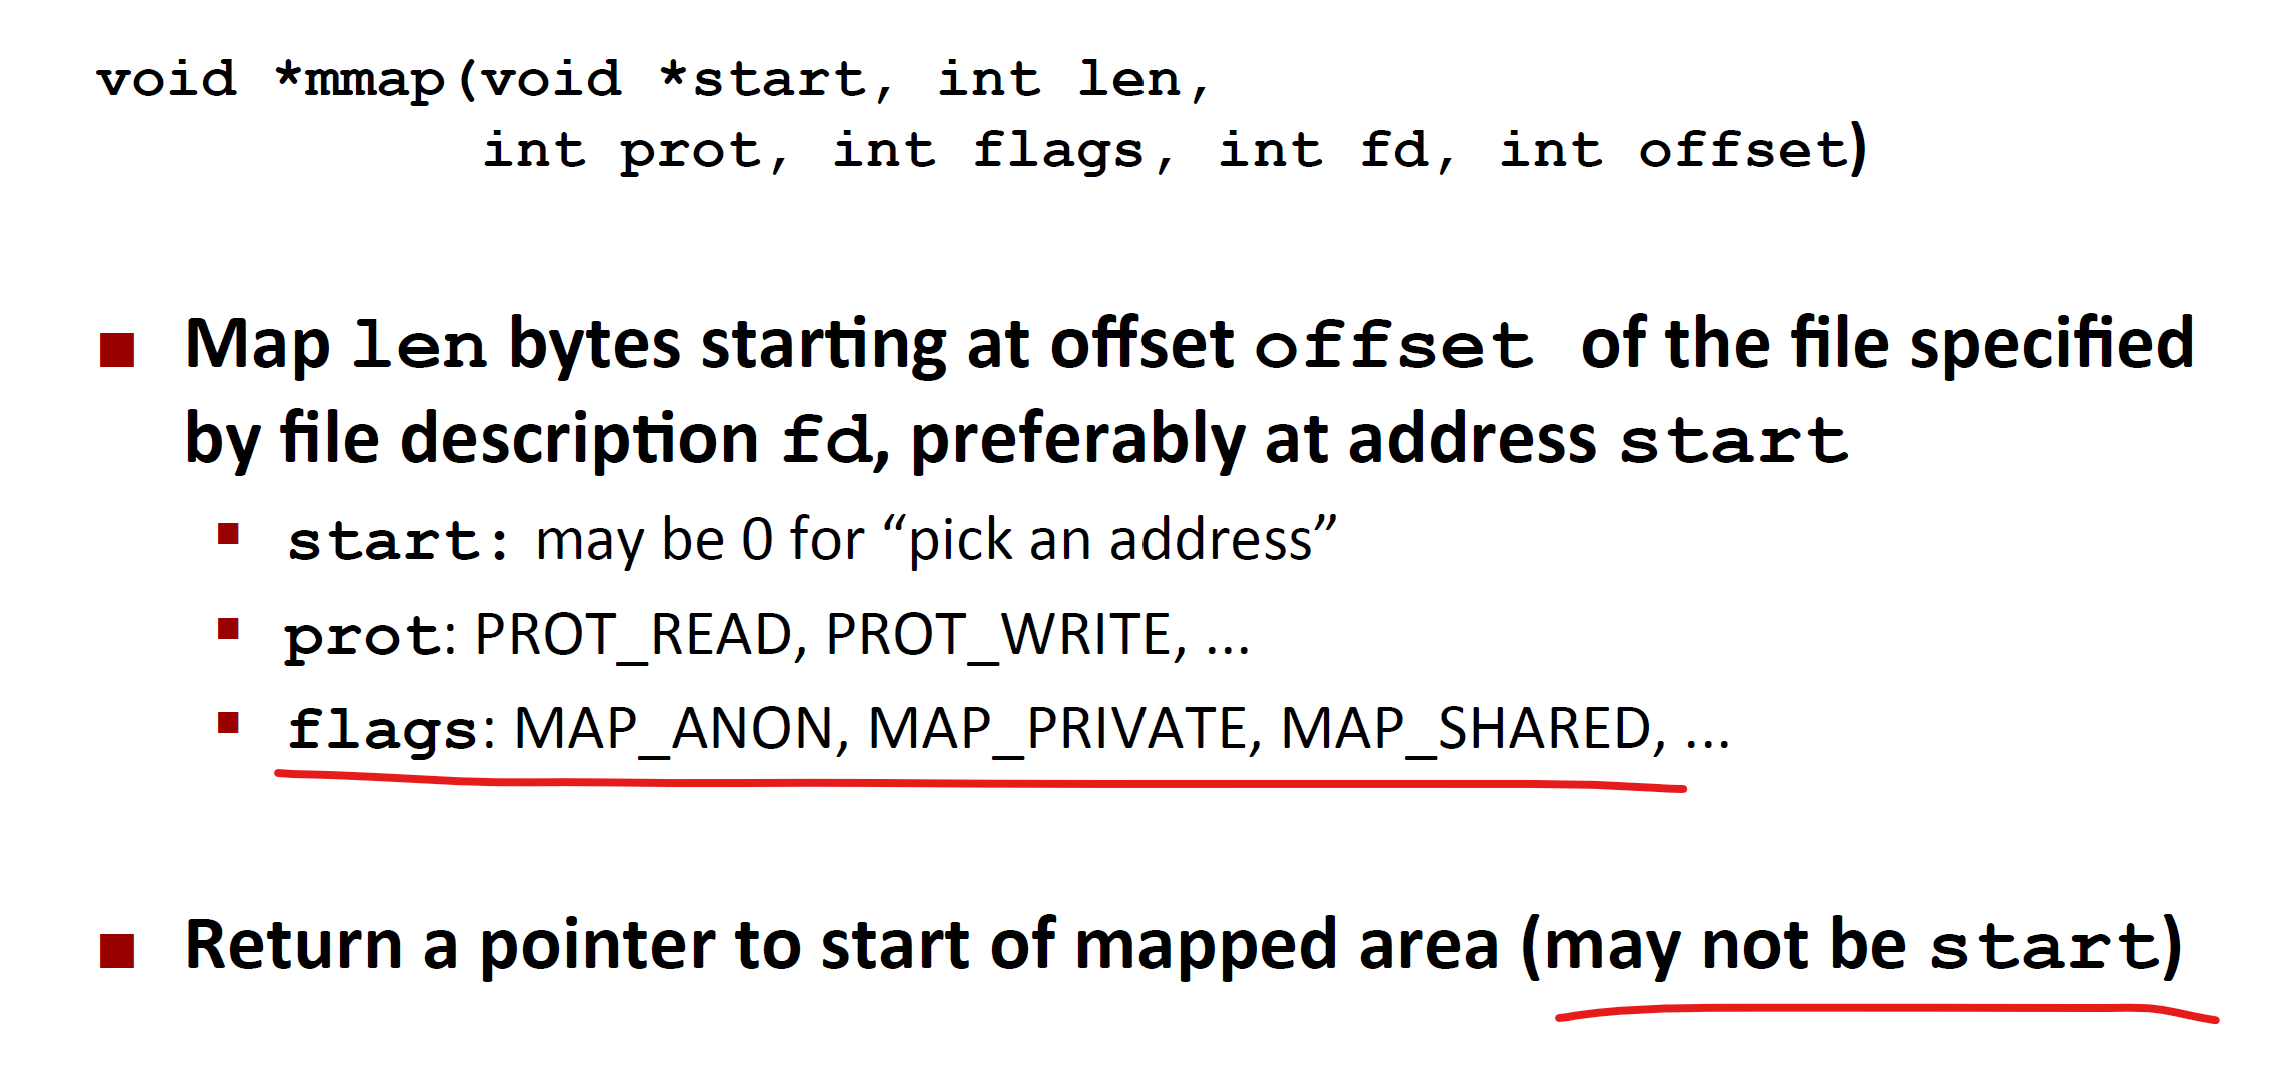 void *mmap(void *start, int len,
int prot, int flags, int fd, int offset)
■ Map len bytes starting at offset offset of the file specified
by file description fd, preferably at address start
▪ start: may be 0 for “pick an address”
▪ prot: PROT_READ, PROT_WRITE, ...
▪ flags: MAP_ANON, MAP_PRIVATE, MAP_SHARED, ...
■ Return a pointer to start of mapped area (may not be start)